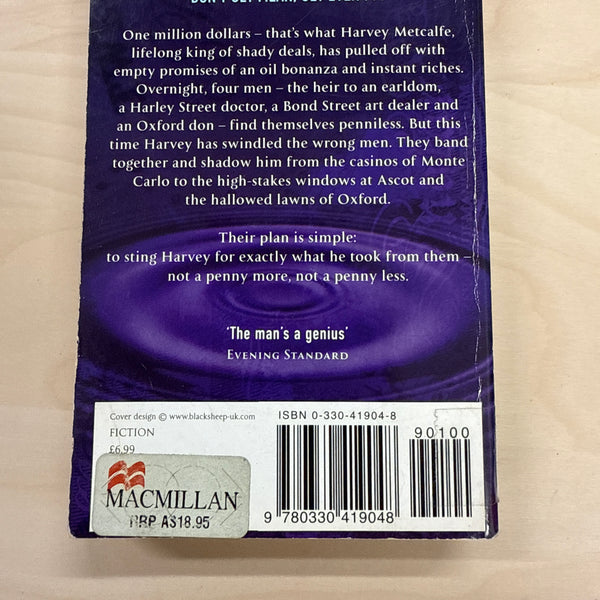 One million dollars – that's what Harvey Metcalfe,
lifelong king of shady deals, has pulled off with
empty promises of an oil bonanza and instant riches.
Overnight, four men – the heir to an earldom,
a Harley Street doctor, a Bond Street art dealer and
an Oxford don – find themselves penniless. But this
time Harvey has swindled the wrong men. They band
together and shadow him from the casinos of Monte
Carlo to the high-stakes windows at Ascot and
the hallowed lawns of Oxford.
Their plan is simple:
to sting Harvey for exactly what he took from them –
not a penny more, not a penny less.
'The man's a genius'
EVENING STANDARD
Cover design © www.blacksheep-uk.com
FICTION
£6.99
MACMILLAN
RRP A$18.95
ISBN 0-330-41904-8
90100
9 780330 419048